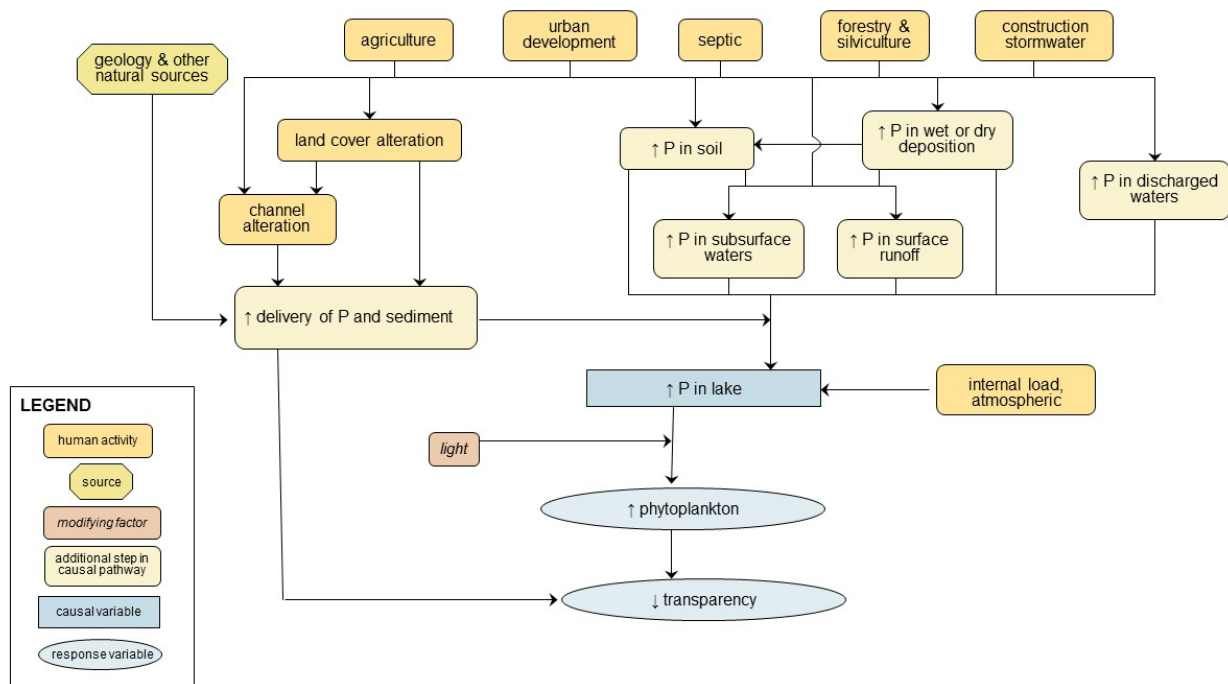 agriculture
urban
development
septic
forestry &
silviculture
construction
stormwater
geology & other
natural sources
land cover alteration
↑ P in soil
↑ P in wet or dry
deposition
↑ P in discharged
waters
channel
alteration
↑ P in subsurface
waters
↑ P in surface
runoff
↑ delivery of P and sediment
↑ P in lake
internal load,
atmospheric
light
↑ phytoplankton
↓ transparency
LEGEND
human activity
source
modifying factor
additional step in
causal pathway
causal variable
response variable